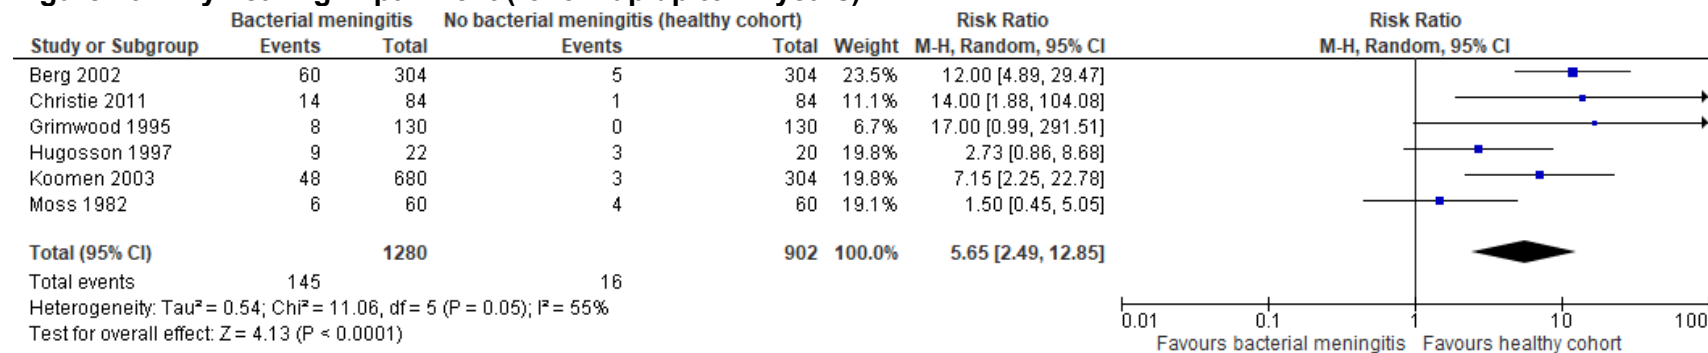 Bacterial meningitis No bacterial meningitis (healthy cohort) Risk Ratio Risk Ratio
Study or Subgroup Events Total Events Total Weight M-H, Random, 95% CI M-H, Random, 95% CI
Berg 2002 60 304 5 304 23.5% 12.00 [4.89, 29.47]
Christie 2011 14 84 1 84 11.1% 14.00 [1.88, 104.08]
Grimwood 1995 8 130 0 130 6.7% 17.00 [0.99, 291.51]
Hugosson 1997 9 22 3 20 19.8% 2.73 [0.86, 8.68]
Koomen 2003 48 680 3 304 19.8% 7.15 [2.25, 22.78]
Moss 1982 6 60 4 60 19.1% 1.50 [0.45, 5.05]
Total (95% CI) 1280 902 100.0% 5.65 [2.49, 12.85]
Total events 145 16
Heterogeneity: Tau² = 0.54; Chi² = 11.06, df = 5 (P = 0.05); I² = 55%
Test for overall effect: Z = 4.13 (P < 0.0001)
0.01 0.1 1 10 100
Favours bacterial meningitis Favours healthy cohort